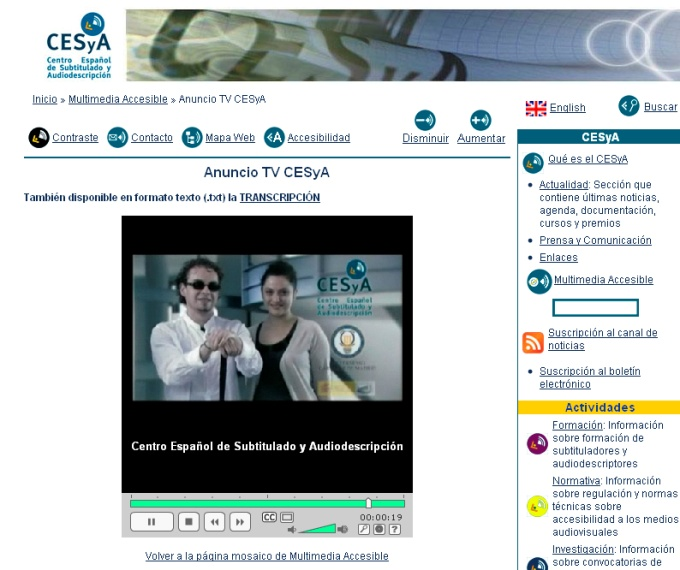 CESyA
Centro Español
de Subtitulado y
Audiodescripción
Inicio » Multimedia Accesible » Anuncio TV CESyA
English
Buscar
Contraste
Contacto
Mapa Web
Accesibilidad
Disminuir
Aumentar
Anuncio TV CESyA
También disponible en formato texto (.txt) la TRANSCRIPCIÓN
CESyA
Centro Español
de Subtitulado y
Audiodescripción
Centro Español de Subtitulado y Audiodescripción
CC
00:00:19
?
Volver a la página mosaico de Multimedia Accesible
CESyA
Qué es el CESyA
Actualidad: Sección que
contiene últimas noticias,
agenda, documentación,
cursos y premios
Prensa y Comunicación
Enlaces
Multimedia Accesible
Suscripción al canal de
noticias
Suscripción al boletín
electrónico
Actividades
Formación: Información
sobre formación de
subtituladores y
audiodescriptores
Normativa: Información
sobre regulación y normas
técnicas sobre
accesibilidad a los medios
audiovisuales
Investigación: Información
sobre convocatorias de